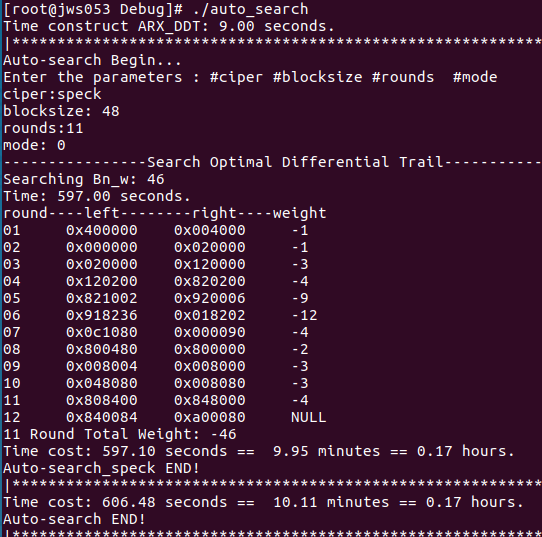 [root@jws053 Debug]# ./auto_search
Time construct ARX_DDT: 9.00 seconds.
|****************************************************************
Auto-search Begin...
Enter the parameters : #ciper #blocksize #rounds  #mode
ciper:speck
blocksize: 48
rounds:11
mode: 0
----------------Search Optimal Differential Trail-----------
Searching Bn_w: 46
Time: 597.00 seconds.
round----left--------right----weight
01     0x400000    0x004000     -1
02     0x000000    0x020000     -1
03     0x020000    0x120000     -3
04     0x120200    0x820200     -4
05     0x821002    0x920006     -9
06     0x918236    0x018202     -12
07     0x0c1080    0x000090     -4
08     0x800480    0x800000     -2
09     0x008004    0x008000     -3
10     0x048080    0x008080     -3
11     0x808400    0x848000     -4
12     0x840084    0xa00080     NULL
11 Round Total Weight: -46
Time cost: 597.10 seconds ==  9.95 minutes == 0.17 hours.
Auto-search_speck END!
|****************************************************************
Time cost: 606.48 seconds ==  10.11 minutes == 0.17 hours.
Auto-search END!
|****************************************************************